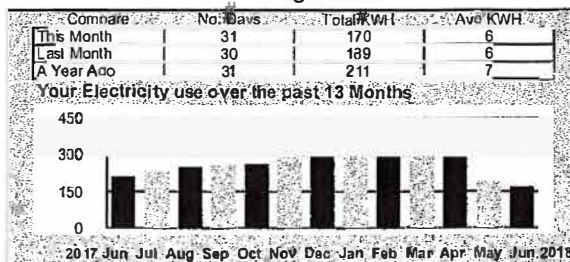 Compare No. Days Total KWH Ave KWH
This Month 31 170 6
Last Month 30 189 6
A Year Ago 31 211 7
Your Electricity use over the past 13 Months
450
300
150
0
2017 Jun Jul Aug Sep Oct Nov Dec Jan Feb Mar Apr May Jun 2018